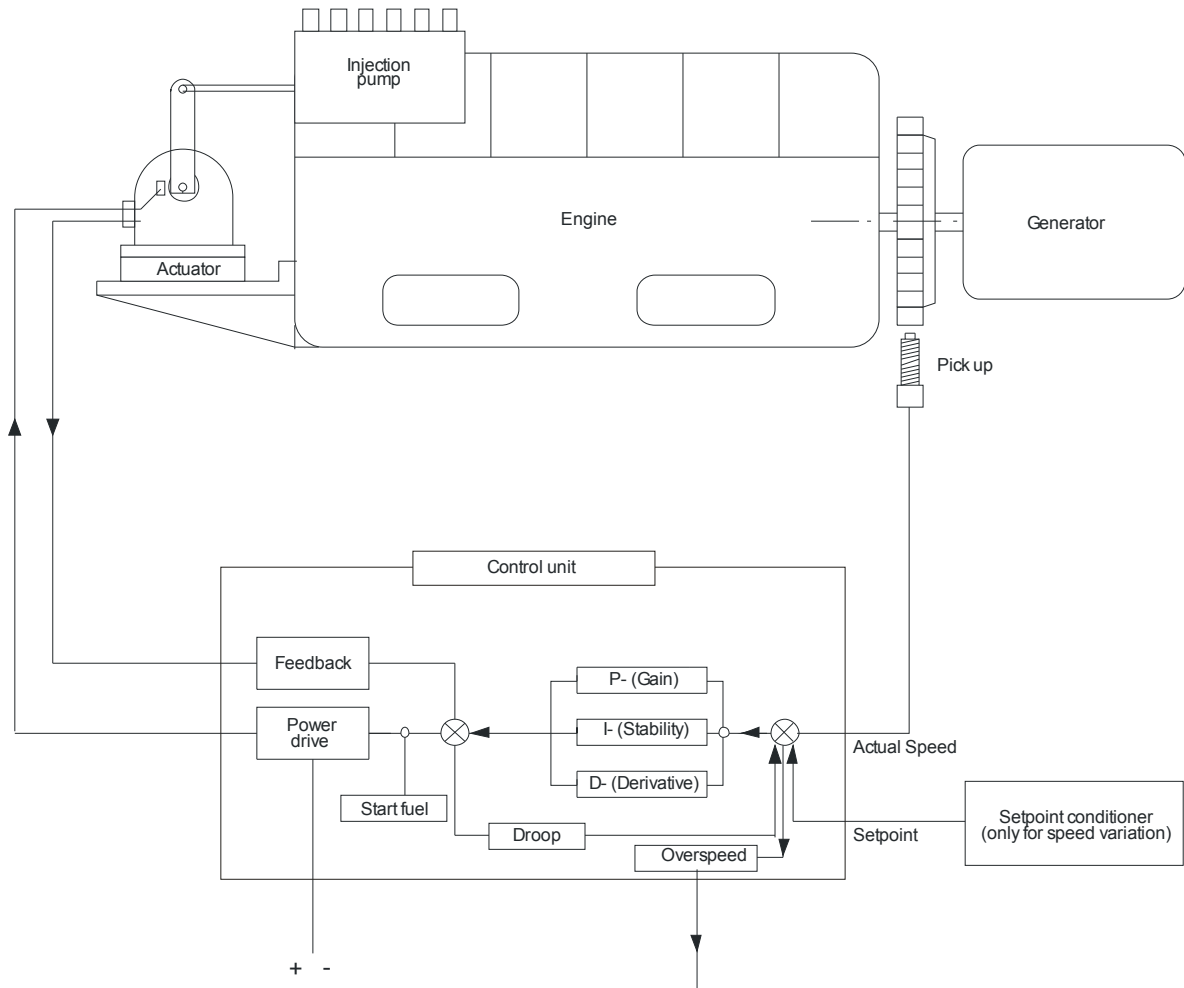 Injection
pump
Engine
Generator
Actuator
Pick up
Control unit
Feedback
P- (Gain)
Power
drive
I- (Stability)
Actual Speed
D- (Derivative)
Start fuel
Setpoint conditioner
(only for speed variation)
Droop
Setpoint
Overspeed
+ -